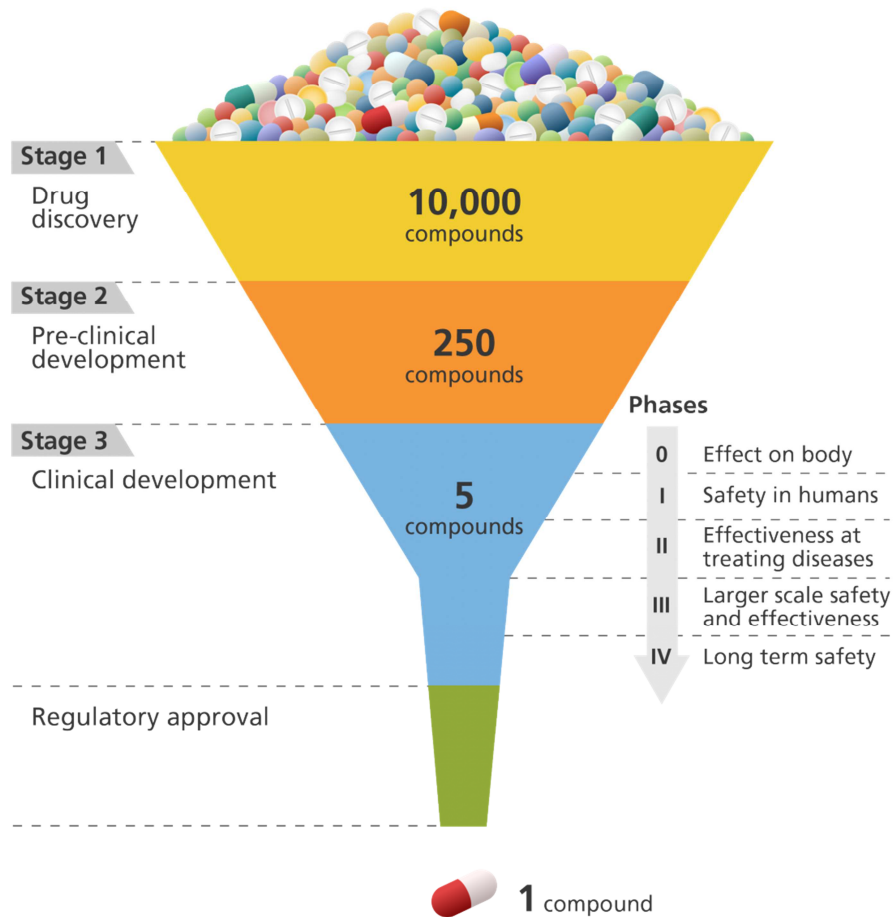 Stage 1
Drug
discovery
10,000
compounds
Stage 2
Pre-clinical
development
250
compounds
Stage 3
Clinical development
5
compounds
Phases
0 Effect on body
I Safety in humans
II Effectiveness at
treating diseases
III Larger scale safety
and effectiveness
IV Long term safety
Regulatory approval
1 compound